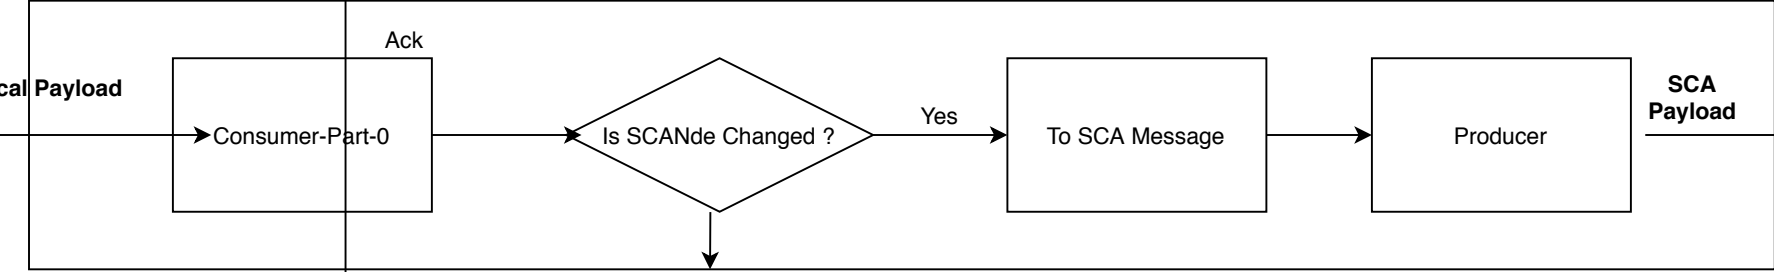 Ack
cal Payload
Consumer-Part-0
Is SCANde Changed ?
Yes
To SCA Message
Producer
SCA
Payload